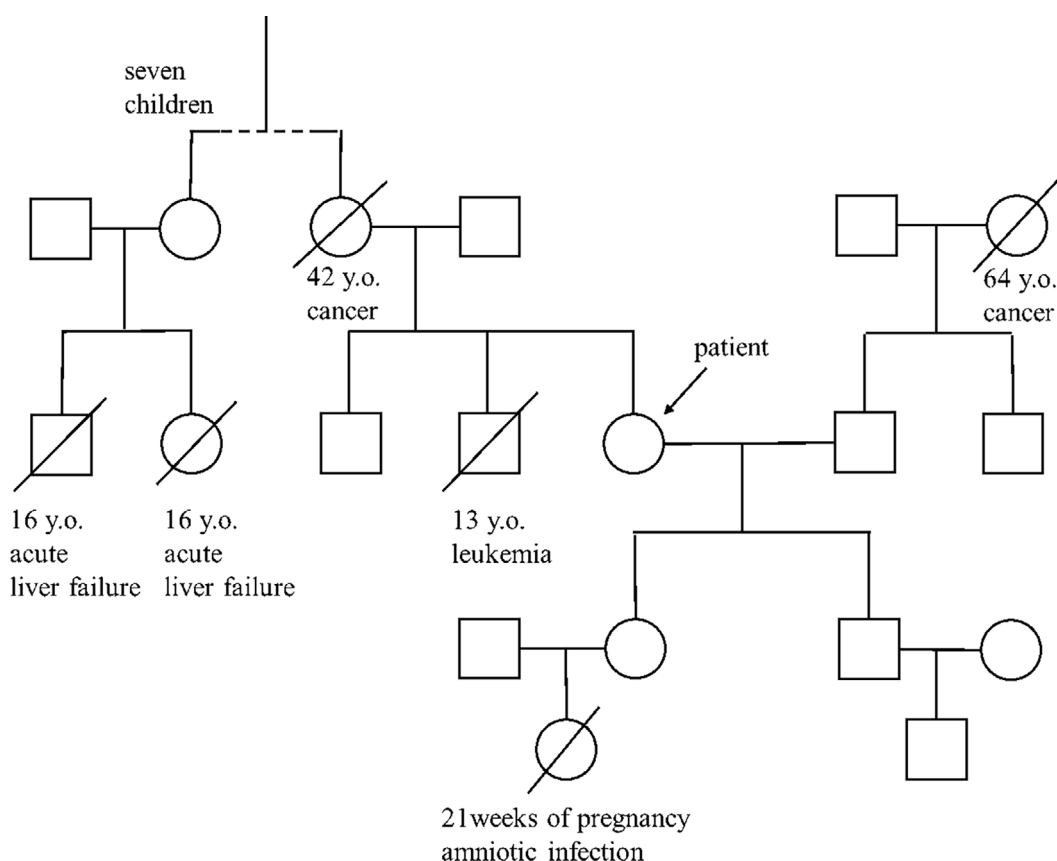 seven
children
42 y.o.
cancer
64 y.o.
cancer
patient
16 y.o.
acute
liver failure
16 y.o.
acute
liver failure
13 y.o.
leukemia
21weeks of pregnancy
amniotic infection